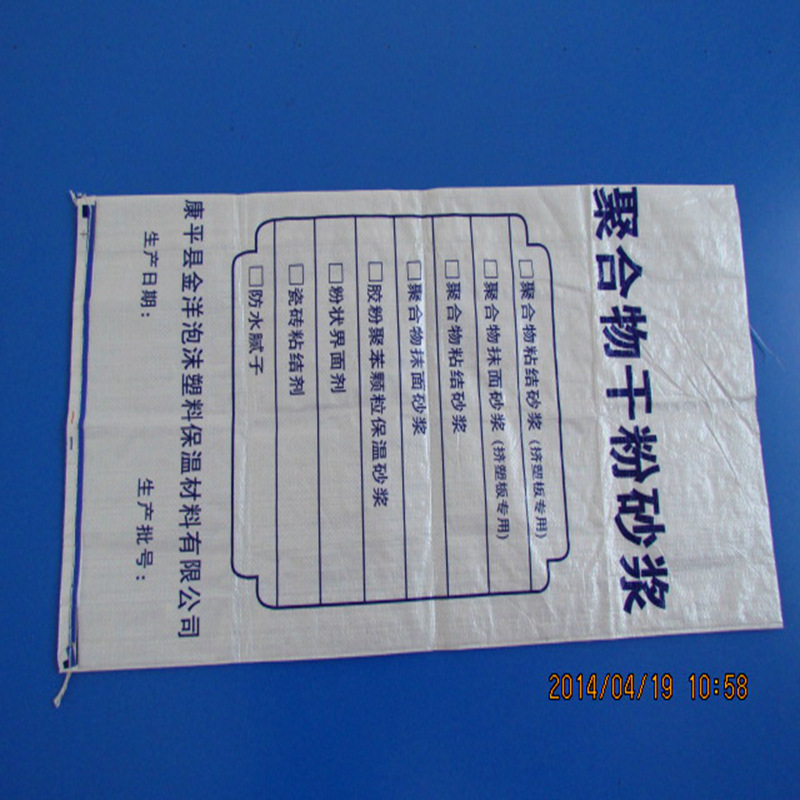 聚合物干粉砂浆
□聚合物粘结砂浆(挤塑板专用)
□聚合物抹面砂浆(挤塑板专用)
□聚合物粘结砂浆
□聚合物抹面砂浆
□胶粉聚苯颗粒保温砂浆
□粉状界面剂
□瓷砖粘结剂
□防水腻子
康平县金洋泡沫塑料保温材料有限公司
生产日期: 生产批号:
2014/04/19 10:58